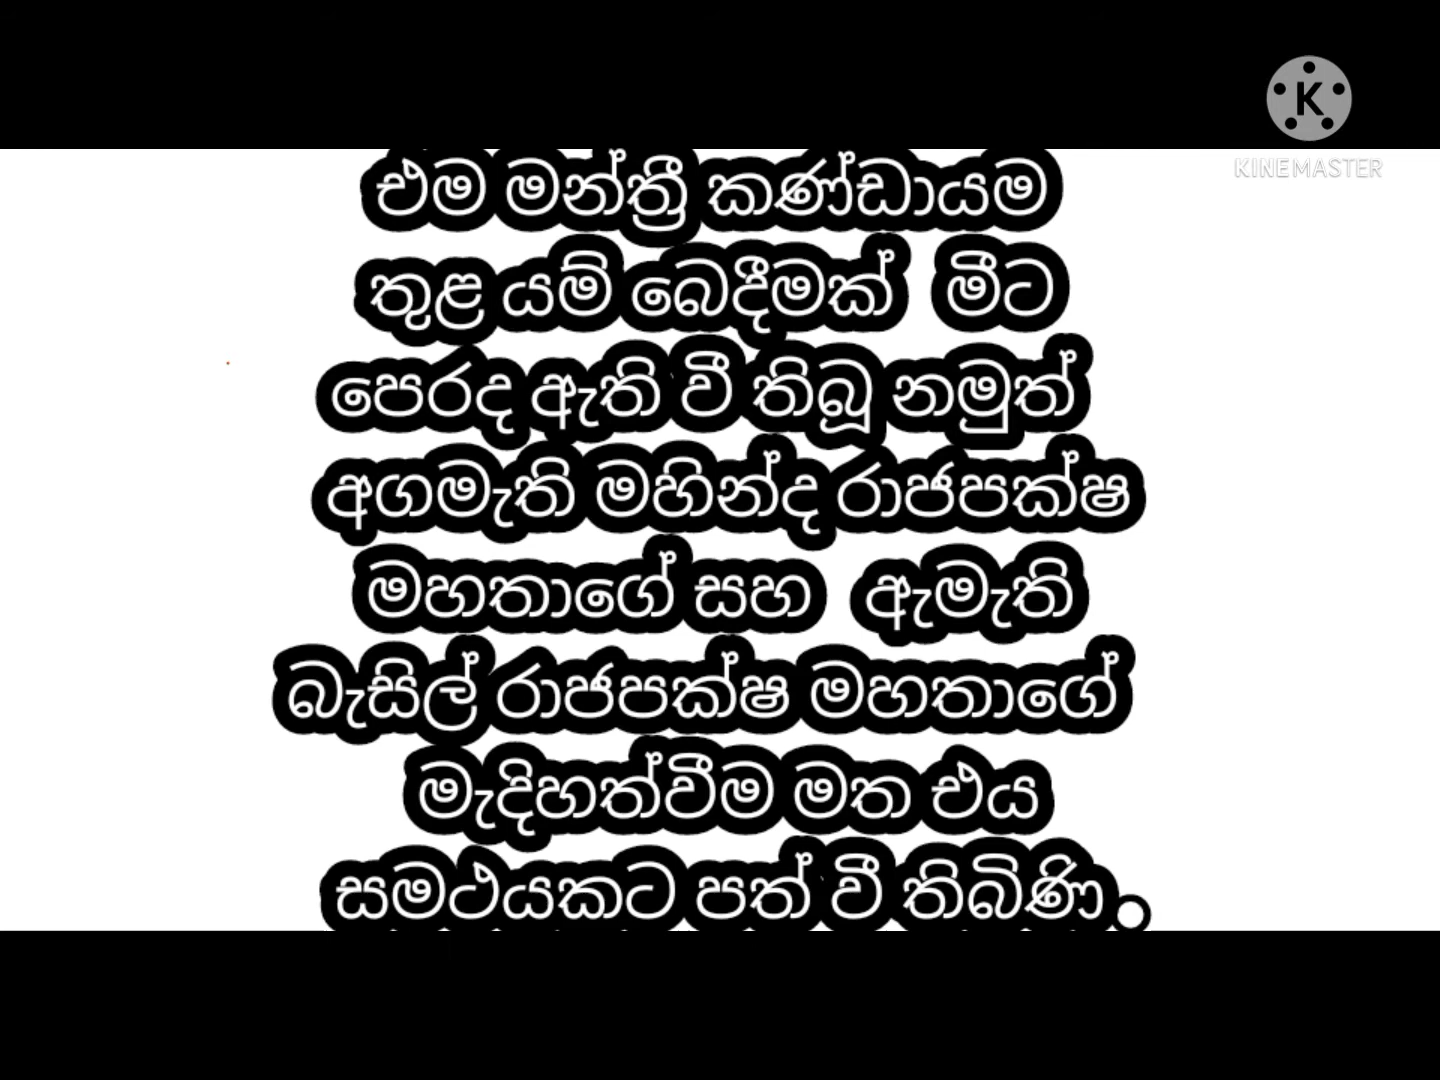 KINEMASTER
එම මන්ත්‍රී කණ්ඩායම
තුළ යම් බෙදීමක් මීට
පෙරද ඇති වී තිබූ නමුත්
අගමැති මහින්ද රාජපක්ෂ
මහතාගේ සහ ඇමැති
බැසිල් රාජපක්ෂ මහතාගේ
මැදිහත්වීම මත එය
සමථයකට පත් වී තිබිණි.